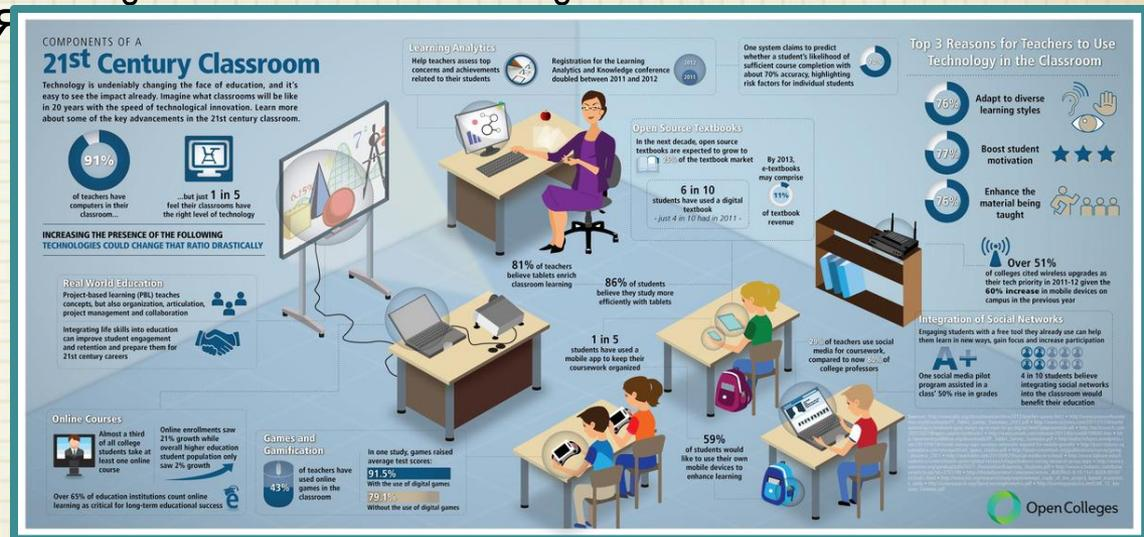 COMPONENTS OF A
21st Century Classroom
Technology is undeniably changing the face of education, and it's
easy to see the impact already. Imagine what classrooms will be like
in 20 years with the speed of technological innovation. Learn more
about some of the key advancements in the 21st century classroom.
91%
of teachers have
computers in their
classroom...
...but just 1 in 5
feel their classrooms have
the right level of technology
INCREASING THE PRESENCE OF THE FOLLOWING
TECHNOLOGIES COULD CHANGE THAT RATIO DRASTICALLY
Real World Education
Project-based learning (PBL) teaches
concepts, but also organization, articulation,
project management and collaboration
Integrating life skills into education
can improve student engagement
and retention and prepare them for
21st century careers
Online Courses
Almost a third
of all college
students take at
least one online
course
Online enrollments saw
21% growth while
overall higher education
student population only
saw 2% growth
Over 65% of education institutions count online
learning as critical for long-term educational success
Games and
Gamification
43%
of teachers have
used online
games in the
classroom
In one study, games raised
average test scores:
91.5%
With the use of digital games
79.1%
Without the use of digital games
Learning Analytics
Help teachers assess top
concerns and achievements
related to their students
Registration for the Learning
Analytics and Knowledge conference
doubled between 2011 and 2012
2012
2011
One system claims to predict
whether a student's likelihood of
sufficient course completion with
about 70% accuracy, highlighting
risk factors for individual students
Open Source Textbooks
In the next decade, open source
textbooks are expected to grow to
of the textbook market
6 in 10
students have used a digital
textbook
- just 4 in 10 had in 2011 -
By 2013,
e-textbooks
may comprise
11%
of textbook
revenue
81% of teachers
believe tablets enrich
classroom learning
86% of students
believe they study more
efficiently with tablets
1 in 5
students have used a
mobile app to keep their
coursework organized
59%
of students would
like to use their own
mobile devices to
enhance learning
of teachers use social
media for coursework,
compared to now of
college professors
Top 3 Reasons for Teachers to Use
Technology in the Classroom
76%
Adapt to diverse
learning styles
77%
Boost student
motivation
76%
Enhance the
material being
taught
Over 51%
of colleges cited wireless upgrades as
their tech priority in 2011-12 given the
60% increase in mobile devices on
campus in the previous year
Integration of Social Networks
Engaging students with a free tool they already use can help
them learn in new ways, gain focus and increase participation
A+
One social media pilot
program assisted in a
class' 50% rise in grades
4 in 10 students believe
integrating social networks
into the classroom would
benefit their education
Open Colleges